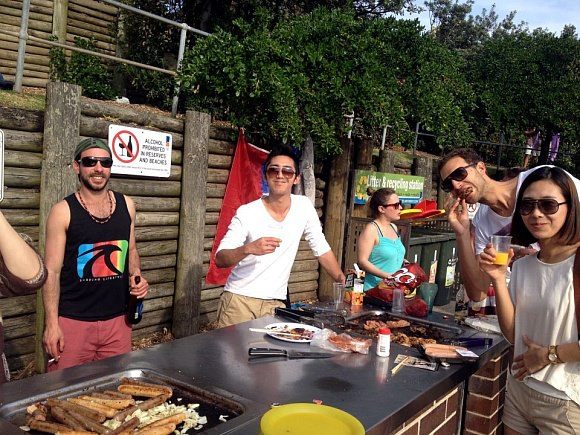 ALCOHOL
PROHIBITED
IN RESERVES
AND BEACHES
Litter & recycling station